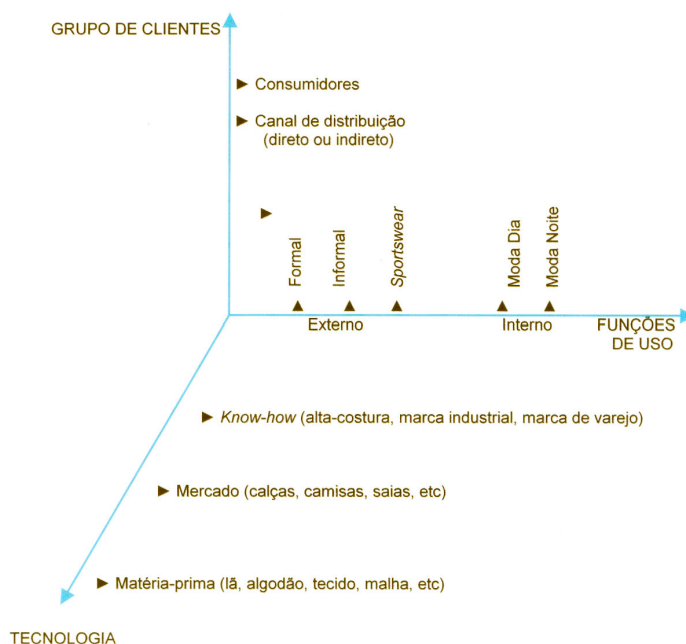 GRUPO DE CLIENTES
Consumidores
Canal de distribuição
(direto ou indireto)
Formal
Informal
Sportswear
Moda Dia
Moda Noite
Externo
Interno
FUNÇÕES
DE USO
Know-how (alta-costura, marca industrial, marca de varejo)
Mercado (calças, camisas, saias, etc)
Matéria-prima (lã, algodão, tecido, malha, etc)
TECNOLOGIA